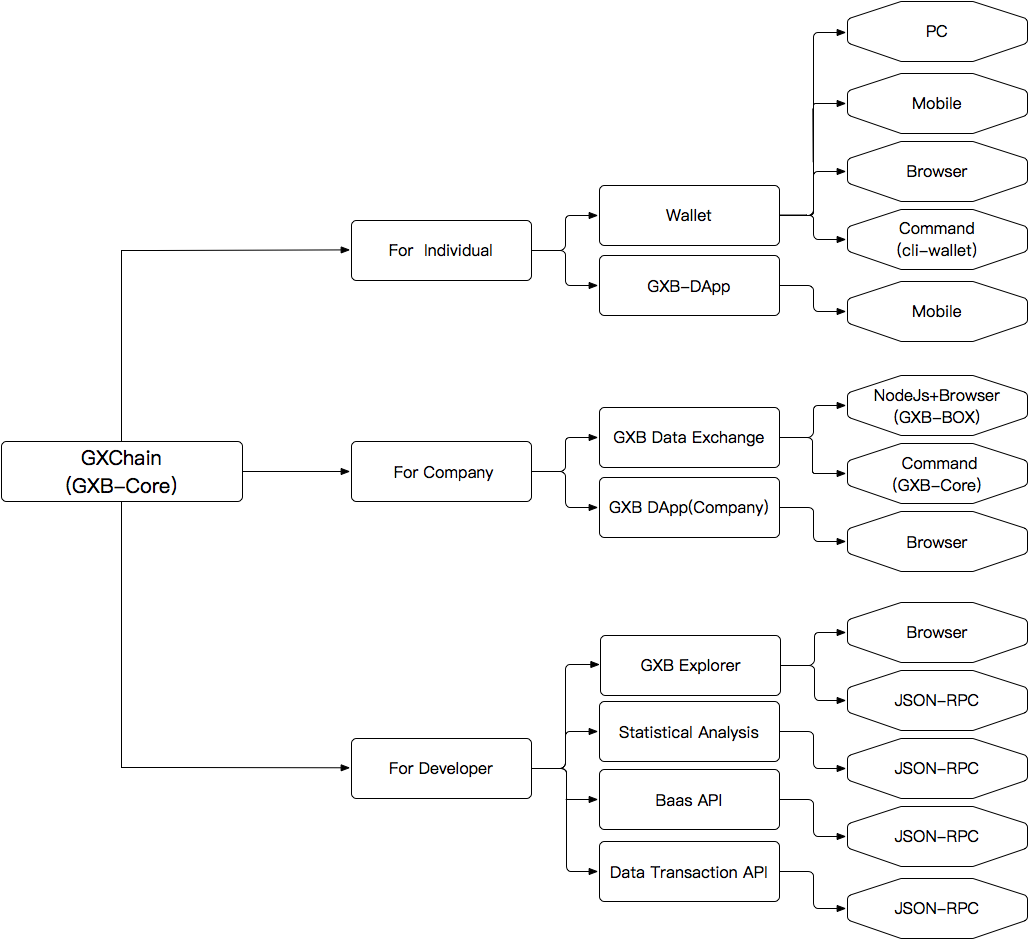 GXChain
(GXB-Core)
For Individual
Wallet
PC
Mobile
Browser
Command
(cli-wallet)
GXB-DApp
Mobile
For Company
GXB Data Exchange
NodeJs+Browser
(GXB-BOX)
Command
(GXB-Core)
GXB DApp(Company)
Browser
For Developer
GXB Explorer
Browser
JSON-RPC
Statistical Analysis
JSON-RPC
Baas API
JSON-RPC
Data Transaction API
JSON-RPC